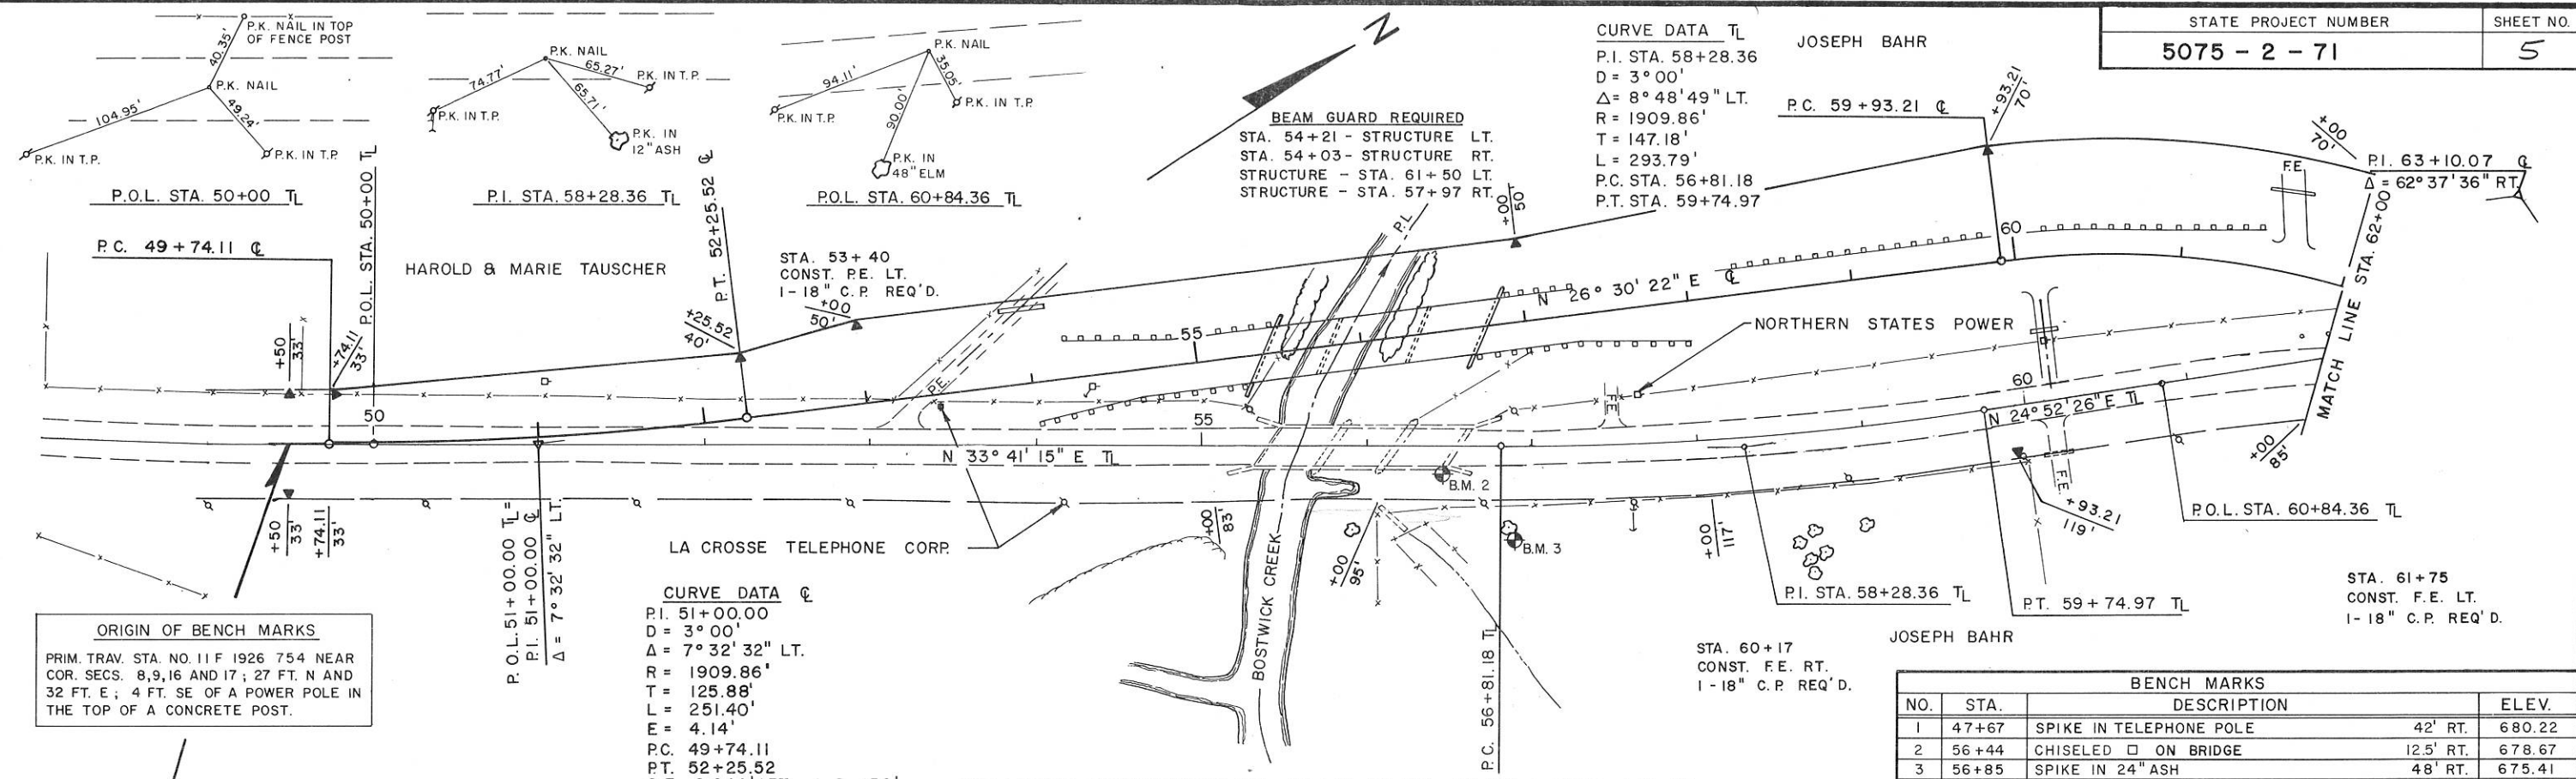 STATE PROJECT NUMBER
SHEET NO.
5075 - 2 - 71
5
P.K. NAIL IN TOP
OF FENCE POST
40.35'
P.K. NAIL
104.95'
49.24'
P.K. IN T.P.
P.K. IN T.P.
P.O.L. STA. 50+00 TL
P.K. NAIL
74.77'
65.27'
65.71'
P.K. IN T.P.
P.K. IN T.P.
P.K. IN
12" ASH
P.I. STA. 58+28.36 TL
P.K. NAIL
94.11'
35.05'
90.00'
P.K. IN T.P.
P.K. IN T.P.
P.K. IN
48" ELM
P.O.L. STA. 60+84.36 TL
N
BEAM GUARD REQUIRED
STA. 54+21 - STRUCTURE LT.
STA. 54+03 - STRUCTURE RT.
STRUCTURE - STA. 61+50 LT.
STRUCTURE - STA. 57+97 RT.
CURVE DATA TL
P.I. STA. 58+28.36
D = 3° 00'
Δ = 8° 48' 49" LT.
R = 1909.86'
T = 147.18'
L = 293.79'
P.C. STA. 56+81.18
P.T. STA. 59+74.97
JOSEPH BAHR
P.C. 59+93.21 ℄
+93.21
70'
+00
70'
P.I. 63+10.07 ℄
Δ = 62° 37' 36" RT.
F.E.
P.C. 49+74.11 ℄
P.O.L. STA. 50+00 TL
HAROLD & MARIE TAUSCHER
P.T. 52+25.52 ℄
STA. 53+40
CONST. P.E. LT.
1-18" C.P. REQ'D.
+00
50'
+25.52
40'
+50
33'
+74.11
33'
50
P.E.
55
P.L.
+00
50'
N 26° 30' 22" E ℄
60
NORTHERN STATES POWER
MATCH LINE STA. 62+00
55
N 33° 41' 15" E TL
F.E.
60
N 24° 52' 26" E TL
B.M. 2
+00
85'
+50
33'
+74.11
33'
P.O.L. 51+00.00 TL =
P.I. 51+00.00 ℄
Δ = 7° 32' 32" LT.
LA CROSSE TELEPHONE CORP.
+00
83'
BOSTWICK CREEK
+00
95'
B.M. 3
+00
117'
F.E.
+93.21
119'
P.O.L. STA. 60+84.36 TL
P.I. STA. 58+28.36 TL
P.T. 59+74.97 TL
P.C. 56+81.18 TL
STA. 61+75
CONST. F.E. LT.
1-18" C.P. REQ'D.
JOSEPH BAHR
STA. 60+17
CONST. F.E. RT.
1-18" C.P. REQ'D.
ORIGIN OF BENCH MARKS
PRIM. TRAV. STA. NO. 11 F 1926 754 NEAR
COR. SECS. 8,9,16 AND 17; 27 FT. N AND
32 FT. E; 4 FT. SE OF A POWER POLE IN
THE TOP OF A CONCRETE POST.
CURVE DATA ℄
P.I. 51+00.00
D = 3° 00'
Δ = 7° 32' 32" LT.
R = 1909.86'
T = 125.88'
L = 251.40'
E = 4.14'
P.C. 49+74.11
P.T. 52+25.52
BENCH MARKS
NO. STA. DESCRIPTION ELEV.
1 47+67 SPIKE IN TELEPHONE POLE 42' RT. 680.22
2 56+44 CHISELED □ ON BRIDGE 12.5' RT. 678.67
3 56+85 SPIKE IN 24" ASH 48' RT. 675.41